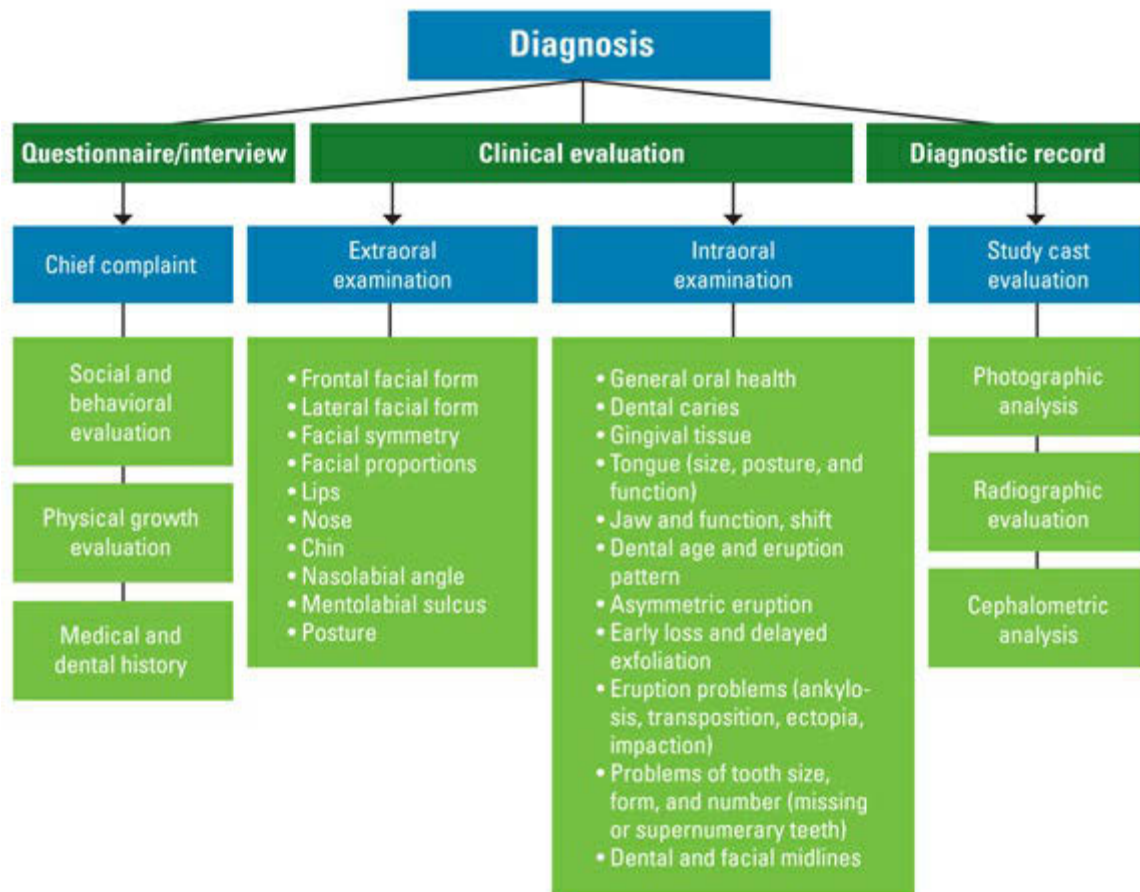 Diagnosis
Questionnaire/interview
Clinical evaluation
Diagnostic record
Chief complaint
Social and
behavioral
evaluation
Physical growth
evaluation
Medical and
dental history
Extraoral
examination
• Frontal facial form
• Lateral facial form
• Facial symmetry
• Facial proportions
• Lips
• Nose
• Chin
• Nasolabial angle
• Mentolabial sulcus
• Posture
Intraoral
examination
• General oral health
• Dental caries
• Gingival tissue
• Tongue (size, posture, and
function)
• Jaw and function, shift
• Dental age and eruption
pattern
• Asymmetric eruption
• Early loss and delayed
exfoliation
• Eruption problems (ankylo-
sis, transposition, ectopia,
impaction)
• Problems of tooth size,
form, and number (missing
or supernumerary teeth)
• Dental and facial midlines
Study cast
evaluation
Photographic
analysis
Radiographic
evaluation
Cephalometric
analysis